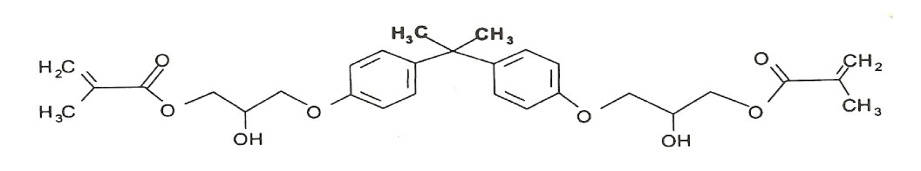 H₃C CH₃
H₂C O O CH₂
H₃C O O O O CH₃
OH OH